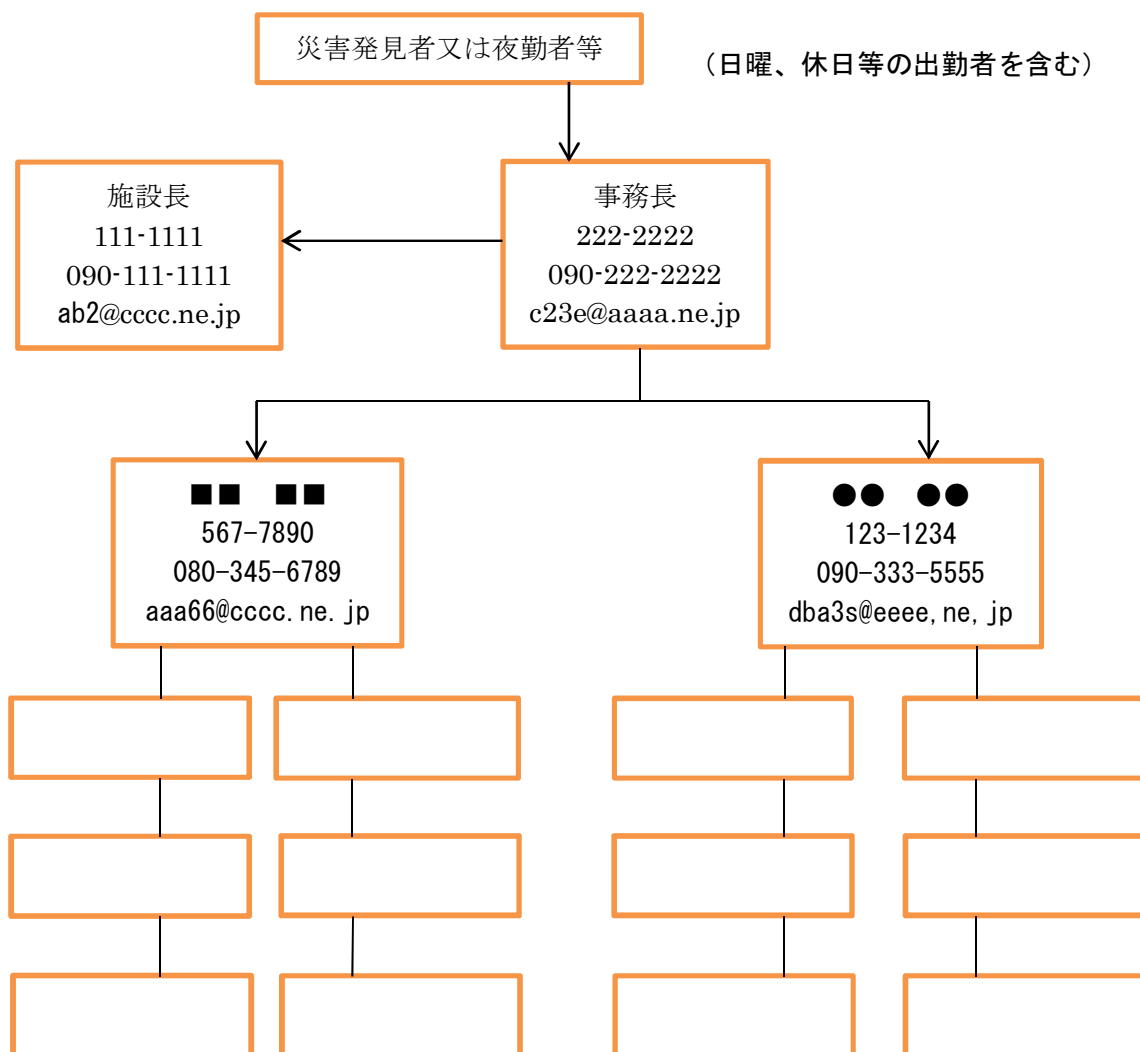 災害発見者又は夜勤者等
（日曜、休日等の出勤者を含む）
施設長
111-1111
090-111-1111
ab2@cccc.ne.jp
事務長
222-2222
090-222-2222
c23e@aaaa.ne.jp
■■　■■
567-7890
080-345-6789
aaa66@cccc.ne.jp
●●　●●
123-1234
090-333-5555
dba3s@eeee,ne,jp